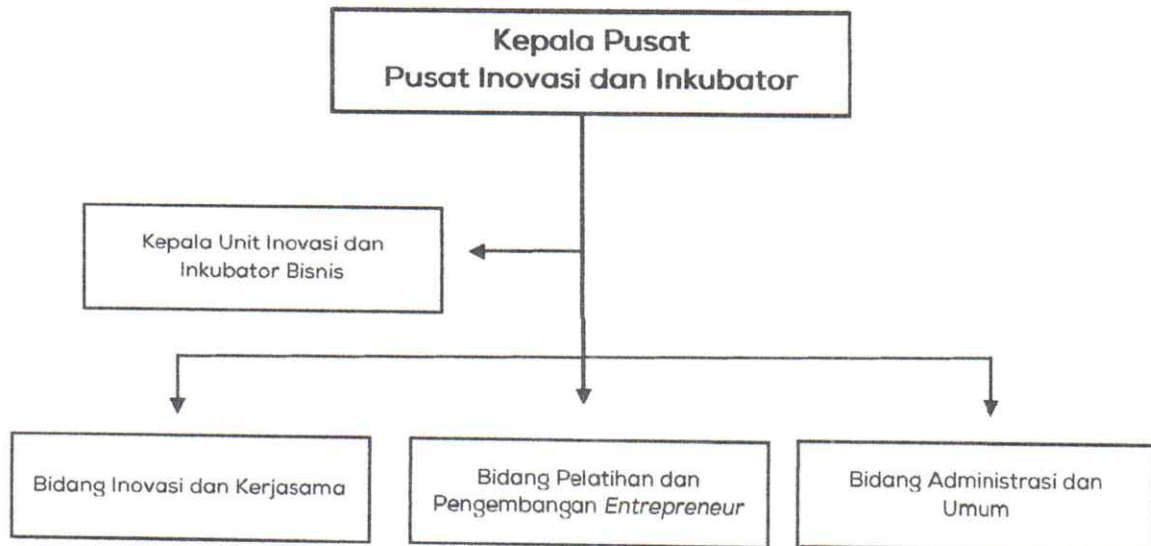 Kepala Pusat
Pusat Inovasi dan Inkubator
Kepala Unit Inovasi dan
Inkubator Bisnis
Bidang Inovasi dan Kerjasama
Bidang Pelatihan dan
Pengembangan Entrepreneur
Bidang Administrasi dan
Umum